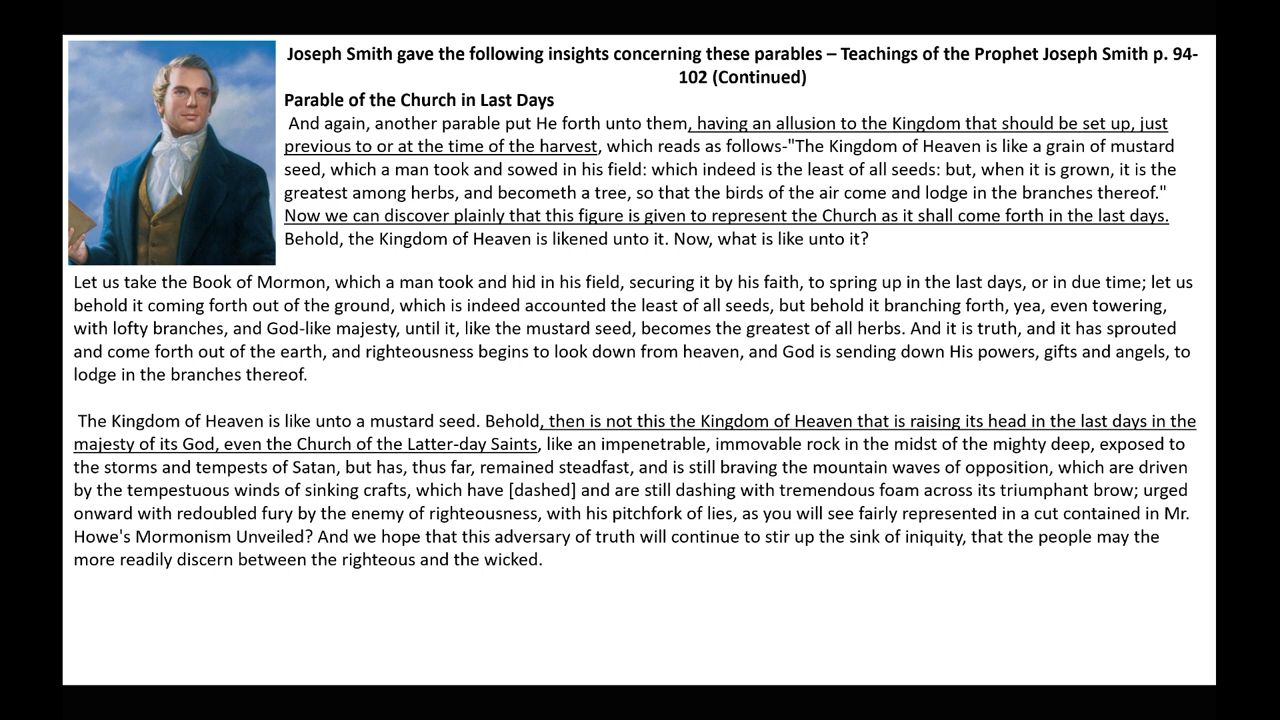 Joseph Smith gave the following insights concerning these parables – Teachings of the Prophet Joseph Smith p. 94-
102 (Continued)
Parable of the Church in Last Days
And again, another parable put He forth unto them, having an allusion to the Kingdom that should be set up, just
previous to or at the time of the harvest, which reads as follows-"The Kingdom of Heaven is like a grain of mustard
seed, which a man took and sowed in his field: which indeed is the least of all seeds: but, when it is grown, it is the
greatest among herbs, and becometh a tree, so that the birds of the air come and lodge in the branches thereof."
Now we can discover plainly that this figure is given to represent the Church as it shall come forth in the last days.
Behold, the Kingdom of Heaven is likened unto it. Now, what is like unto it?
Let us take the Book of Mormon, which a man took and hid in his field, securing it by his faith, to spring up in the last days, or in due time; let us
behold it coming forth out of the ground, which is indeed accounted the least of all seeds, but behold it branching forth, yea, even towering,
with lofty branches, and God-like majesty, until it, like the mustard seed, becomes the greatest of all herbs. And it is truth, and it has sprouted
and come forth out of the earth, and righteousness begins to look down from heaven, and God is sending down His powers, gifts and angels, to
lodge in the branches thereof.
The Kingdom of Heaven is like unto a mustard seed. Behold, then is not this the Kingdom of Heaven that is raising its head in the last days in the
majesty of its God, even the Church of the Latter-day Saints, like an impenetrable, immovable rock in the midst of the mighty deep, exposed to
the storms and tempests of Satan, but has, thus far, remained steadfast, and is still braving the mountain waves of opposition, which are driven
by the tempestuous winds of sinking crafts, which have [dashed] and are still dashing with tremendous foam across its triumphant brow; urged
onward with redoubled fury by the enemy of righteousness, with his pitchfork of lies, as you will see fairly represented in a cut contained in Mr.
Howe's Mormonism Unveiled? And we hope that this adversary of truth will continue to stir up the sink of iniquity, that the people may the
more readily discern between the righteous and the wicked.